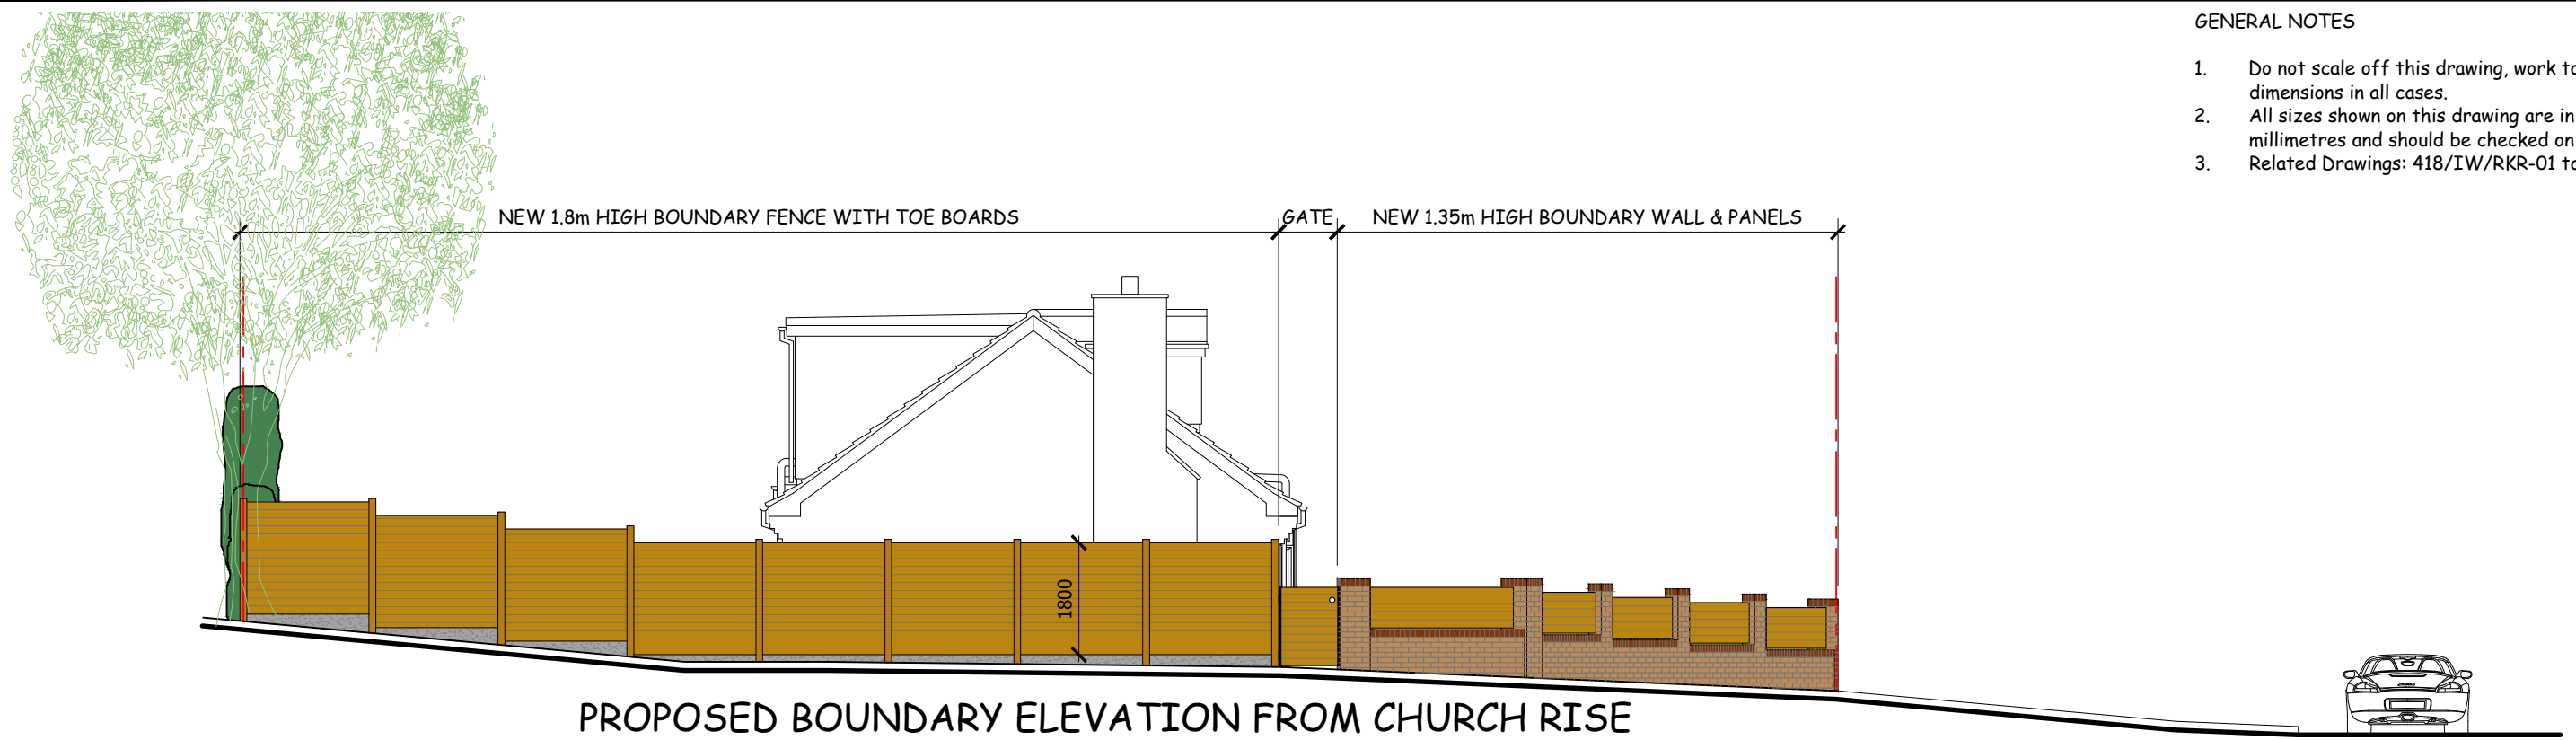 GENERAL NOTES
1. Do not scale off this drawing, work to
dimensions in all cases.
2. All sizes shown on this drawing are in
millimetres and should be checked on
3. Related Drawings: 418/IW/RKR-01 to
NEW 1.8m HIGH BOUNDARY FENCE WITH TOE BOARDS
GATE
NEW 1.35m HIGH BOUNDARY WALL & PANELS
1800
PROPOSED BOUNDARY ELEVATION FROM CHURCH RISE